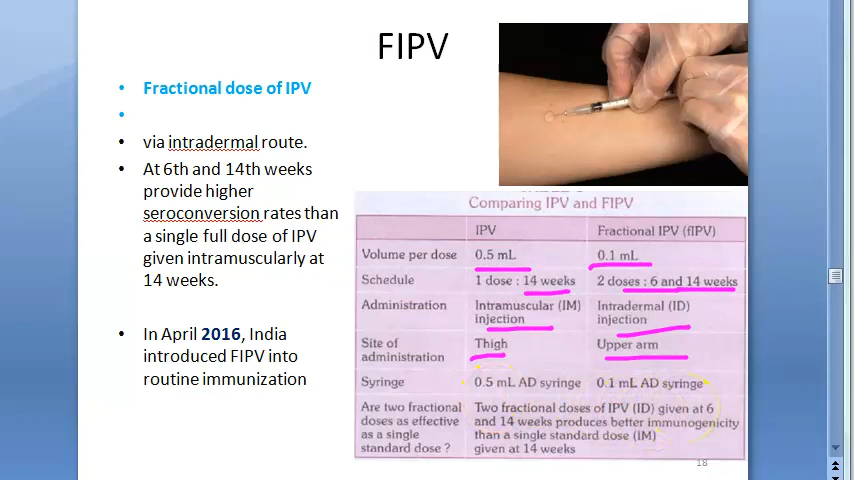 FIPV
Fractional dose of IPV
via intradermal route.
At 6th and 14th weeks
provide higher
seroconversion rates than
a single full dose of IPV
given intramuscularly at
14 weeks.
In April 2016, India
introduced FIPV into
routine immunization
Comparing IPV and FIPV
IPV Fractional IPV (fIPV)
Volume per dose 0.5 mL 0.1 mL
Schedule 1 dose : 14 weeks 2 doses : 6 and 14 weeks
Administration Intramuscular (IM) Intradermal (ID)
injection injection
Site of Thigh Upper arm
administration
Syringe 0.5 mL AD syringe 0.1 mL AD syringe
Are two fractional Two fractional doses of IPV (ID) given at 6
doses as effective and 14 weeks produces better immunogenicity
as a single than a single standard dose (IM)
standard dose ? given at 14 weeks
18